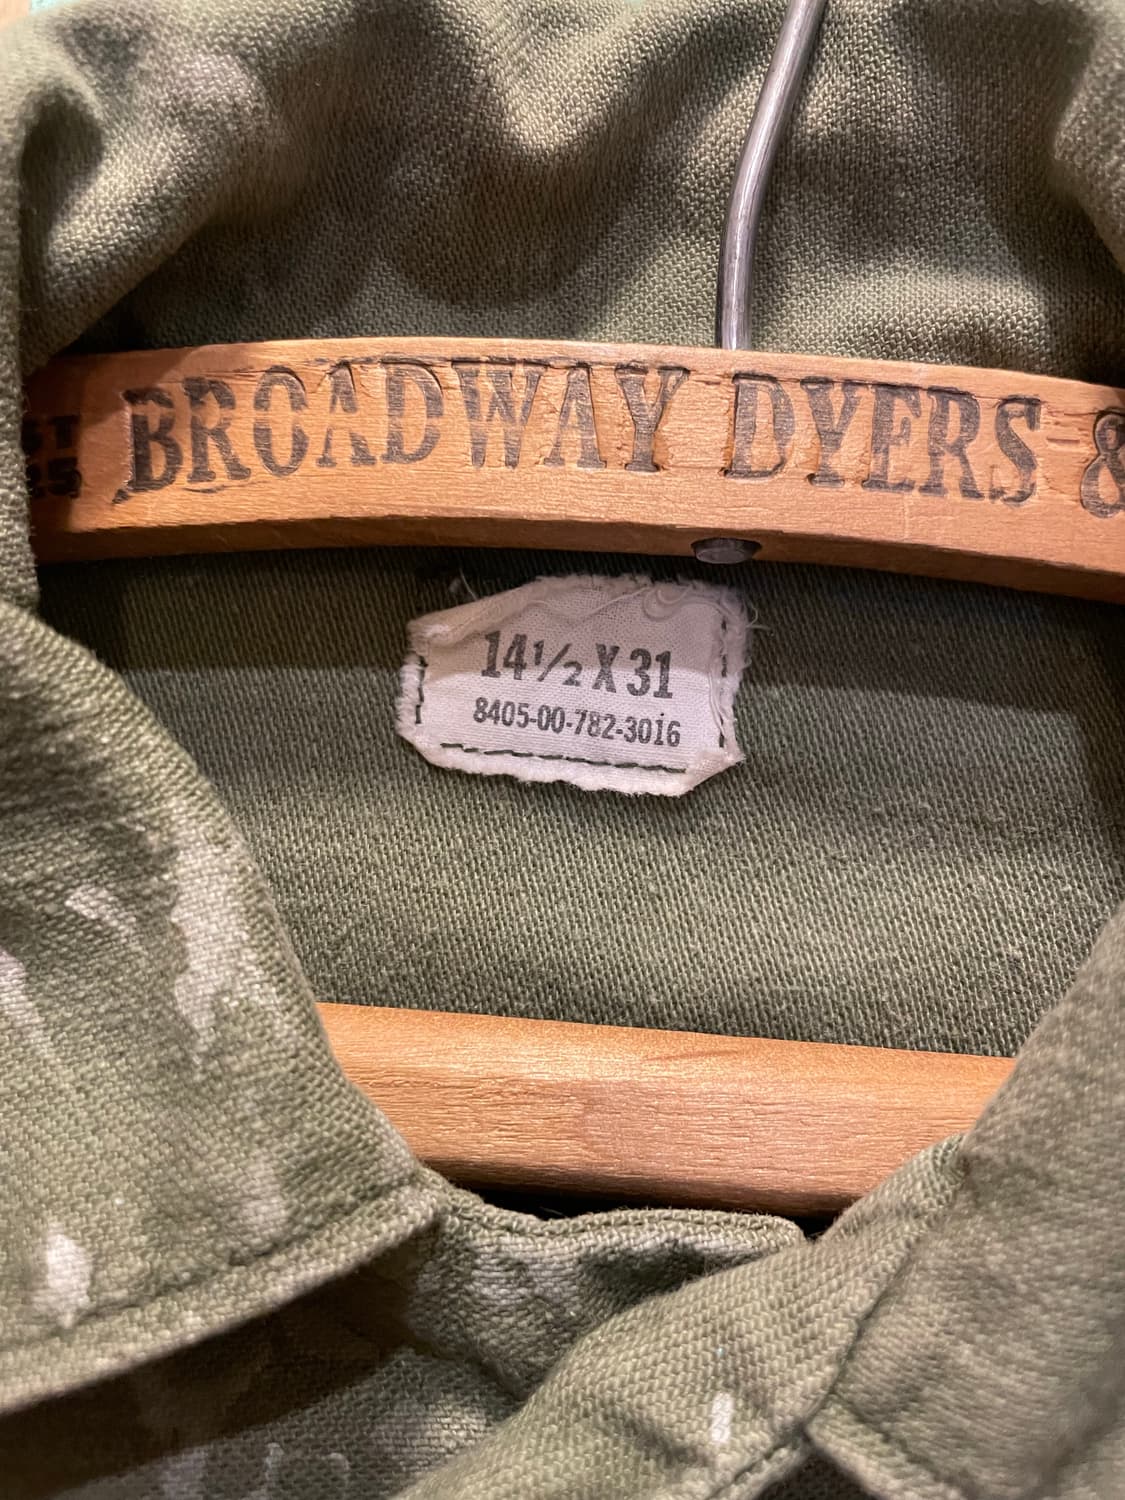 BROADWAY DYERS &
14½ X 31
8405-00-782-3016